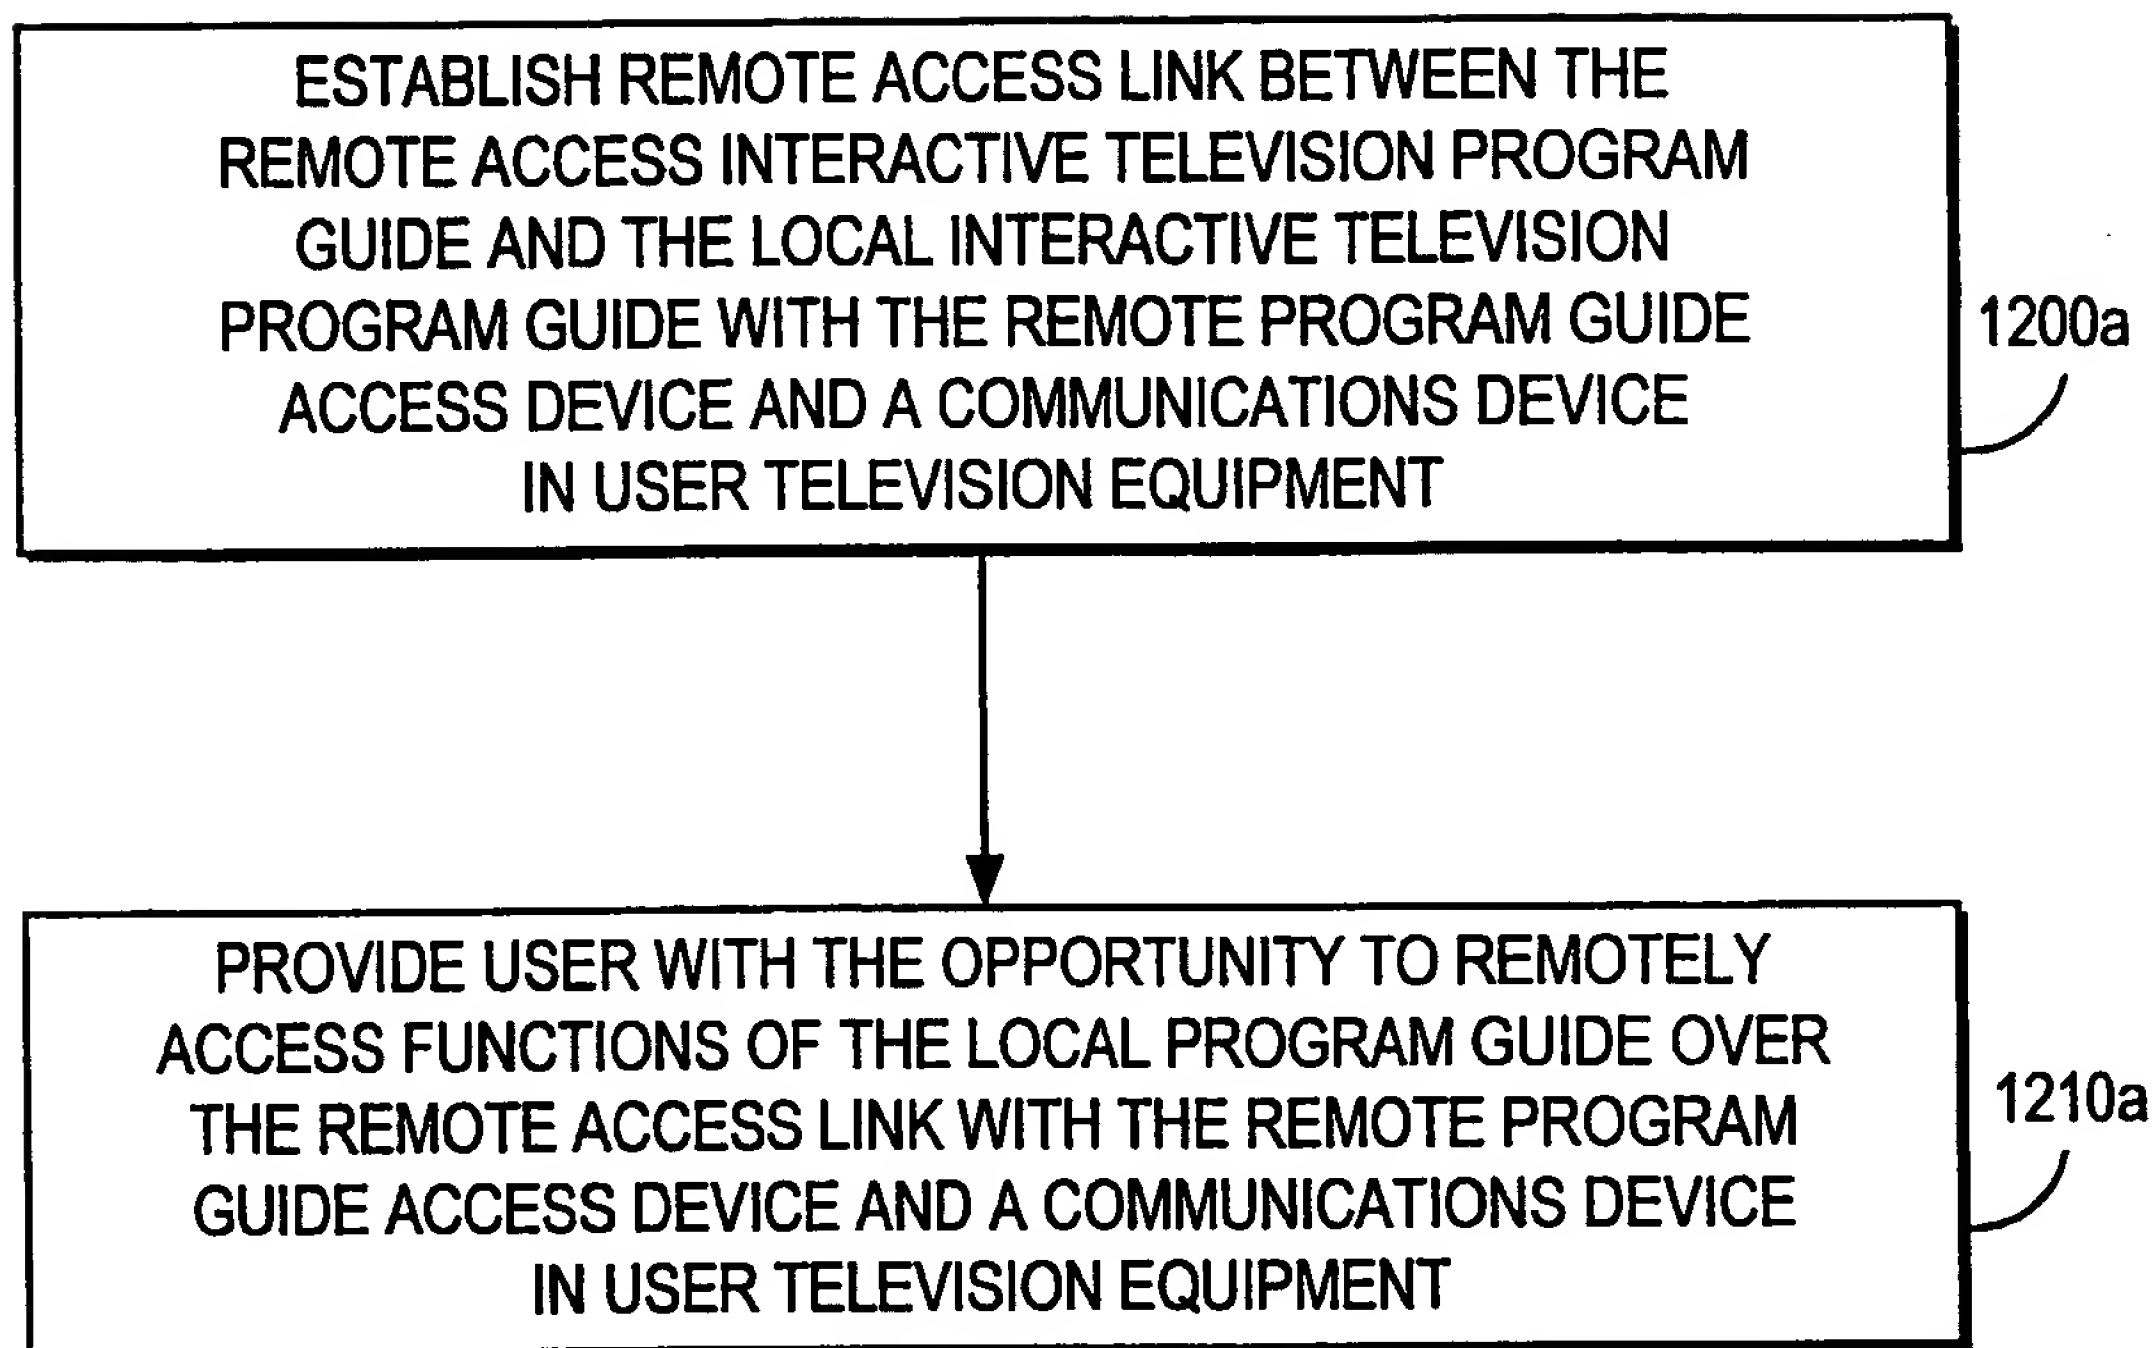 ESTABLISH REMOTE ACCESS LINK BETWEEN THE
REMOTE ACCESS INTERACTIVE TELEVISION PROGRAM
GUIDE AND THE LOCAL INTERACTIVE TELEVISION
PROGRAM GUIDE WITH THE REMOTE PROGRAM GUIDE
ACCESS DEVICE AND A COMMUNICATIONS DEVICE
IN USER TELEVISION EQUIPMENT
1200a
PROVIDE USER WITH THE OPPORTUNITY TO REMOTELY
ACCESS FUNCTIONS OF THE LOCAL PROGRAM GUIDE OVER
THE REMOTE ACCESS LINK WITH THE REMOTE PROGRAM
GUIDE ACCESS DEVICE AND A COMMUNICATIONS DEVICE
IN USER TELEVISION EQUIPMENT
1210a